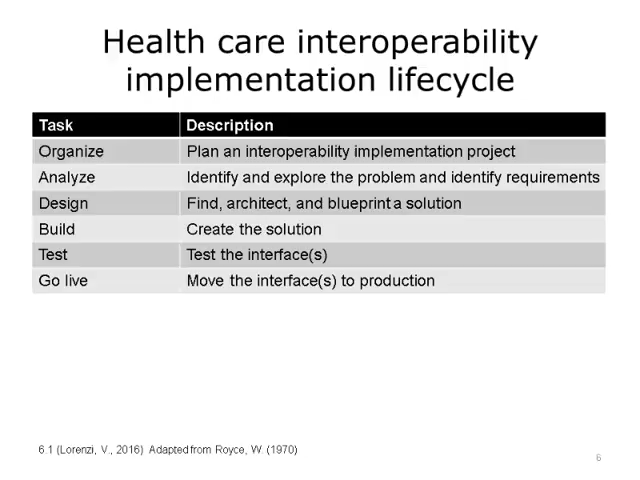 Health care interoperability
implementation lifecycle
Task Description
Organize Plan an interoperability implementation project
Analyze Identify and explore the problem and identify requirements
Design Find, architect, and blueprint a solution
Build Create the solution
Test Test the interface(s)
Go live Move the interface(s) to production
6.1 (Lorenzi, V., 2016) Adapted from Royce, W. (1970)
6